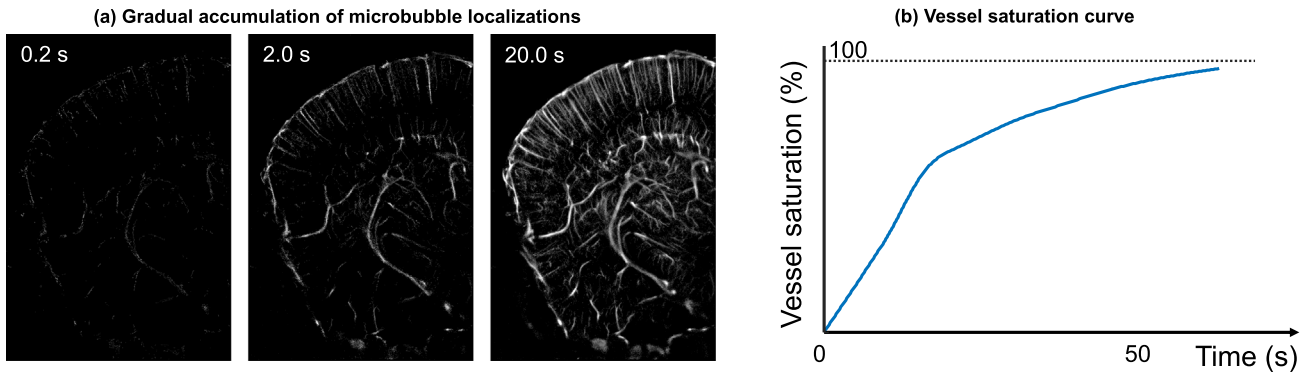 (a) Gradual accumulation of microbubble localizations
0.2 s
2.0 s
20.0 s
(b) Vessel saturation curve
100
Vessel saturation (%)
0
50
Time (s)